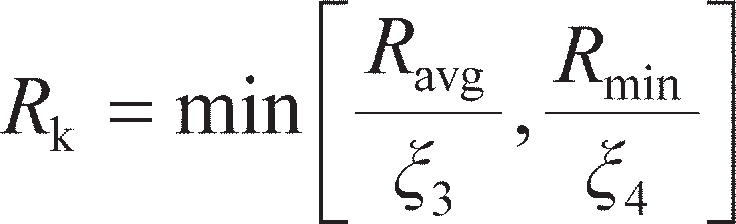 R_k = min[R_avg/ξ_3, R_min/ξ_4]